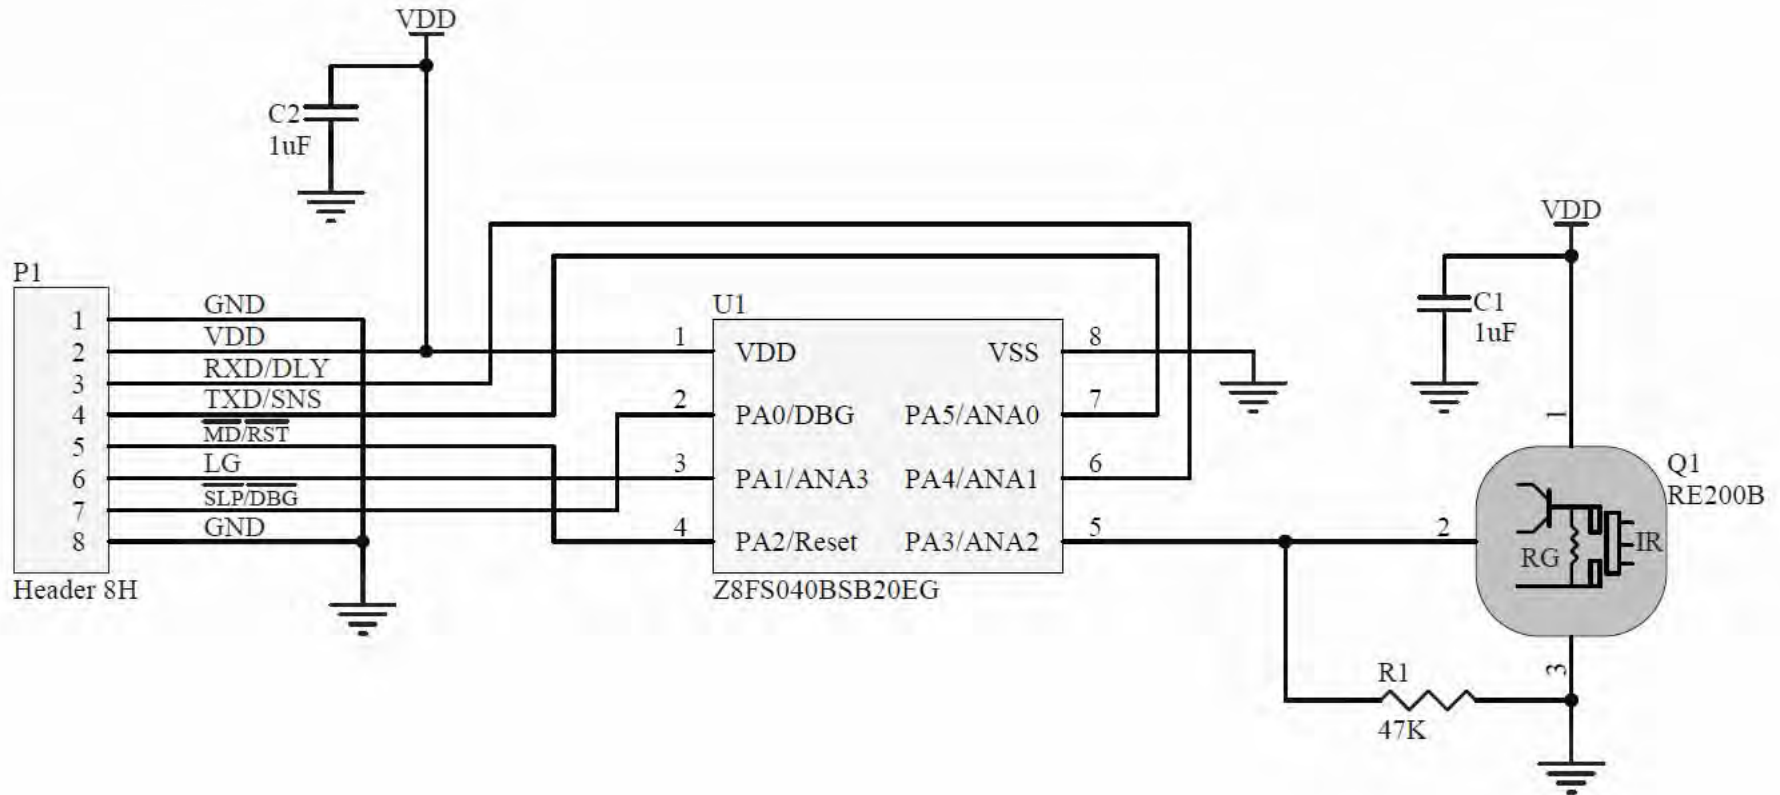 VDD
C2
1uF
VDD
P1
C1
1uF
U1
1
GND
2
VDD
3
RXD/DLY
4
TXD/SNS
5
MD/RST
6
LG
7
SLP/DBG
8
GND
Header 8H
1 VDD VSS 8
2 PA0/DBG PA5/ANA0 7
3 PA1/ANA3 PA4/ANA1 6
4 PA2/Reset PA3/ANA2 5
Z8FS040BSB20EG
1
Q1
RE200B
2
RG
IR
3
R1
47K